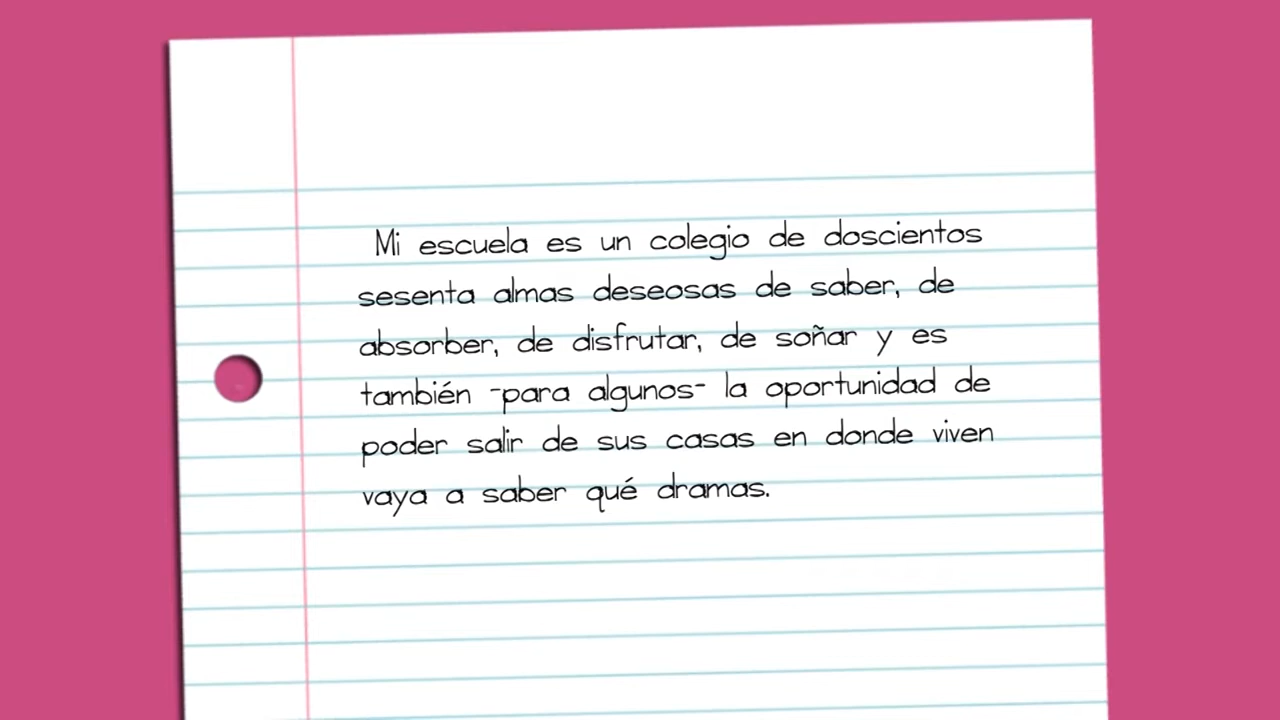 Mi escuela es un colegio de doscientos
sesenta almas deseosas de saber, de
absorber, de disfrutar, de soñar y es
también -para algunos- la oportunidad de
poder salir de sus casas en donde viven
vaya a saber qué dramas.